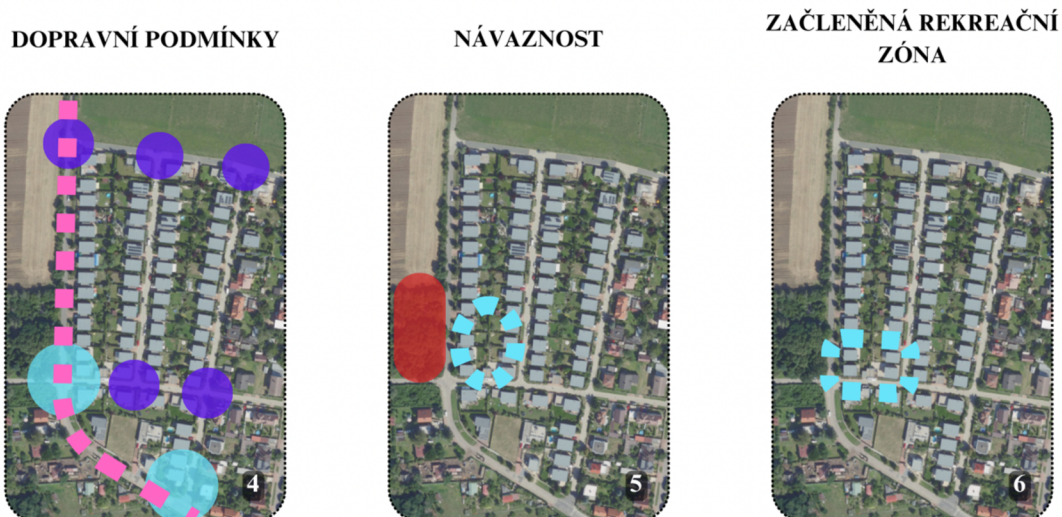 DOPRAVNÍ PODMÍNKY
NÁVAZNOST
ZAČLENĚNÁ REKREAČNÍ
ZÓNA
4
5
6